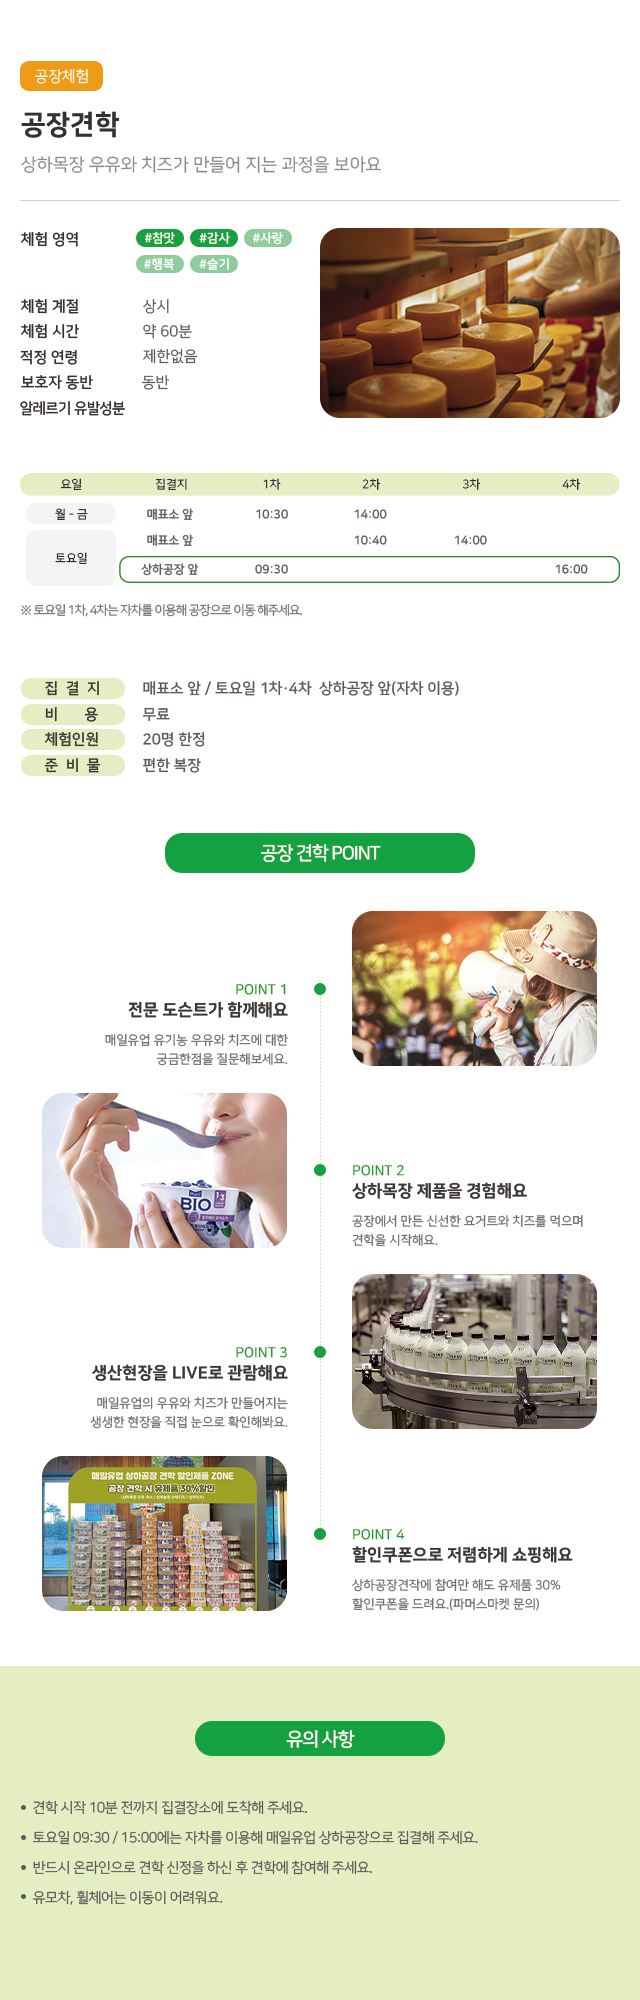 공장체험
공장견학
상하목장 우유와 치즈가 만들어 지는 과정을 보아요
체험 영역 #참맛 #감사 #사랑
#행복 #슬기
체험 계절 상시
체험 시간 약 60분
적정 연령 제한없음
보호자 동반 동반
알레르기 유발성분
요일 집결지 1차 2차 3차 4차
월 - 금 매표소 앞 10:30 14:00
토요일 매표소 앞 10:40 14:00
상하공장 앞 09:30 16:00
※ 토요일 1차, 4차는 자차를 이용해 공장으로 이동 해주세요.
집 결 지 매표소 앞 / 토요일 1차·4차 상하공장 앞(자차 이용)
비 용 무료
체험인원 20명 한정
준 비 물 편한 복장
공장 견학 POINT
POINT 1
전문 도슨트가 함께해요
매일유업 유기농 우유와 치즈에 대한
궁금한점을 질문해보세요.
BIO
POINT 2
상하목장 제품을 경험해요
공장에서 만든 신선한 요거트와 치즈를 먹으며
견학을 시작해요.
POINT 3
생산현장을 LIVE로 관람해요
매일유업의 우유와 치즈가 만들어지는
생생한 현장을 직접 눈으로 확인해봐요.
매일유업 상하공장 견학 할인제품 ZONE
공장 견학 시 유제품 30%할인
POINT 4
할인쿠폰으로 저렴하게 쇼핑해요
상하공장견작에 참여만 해도 유제품 30%
할인쿠폰을 드려요.(파머스마켓 문의)
유의 사항
• 견학 시작 10분 전까지 집결장소에 도착해 주세요.
• 토요일 09:30 / 15:00에는 자차를 이용해 매일유업 상하공장으로 집결해 주세요.
• 반드시 온라인으로 견학 신정을 하신 후 견학에 참여해 주세요.
• 유모차, 휠체어는 이동이 어려워요.